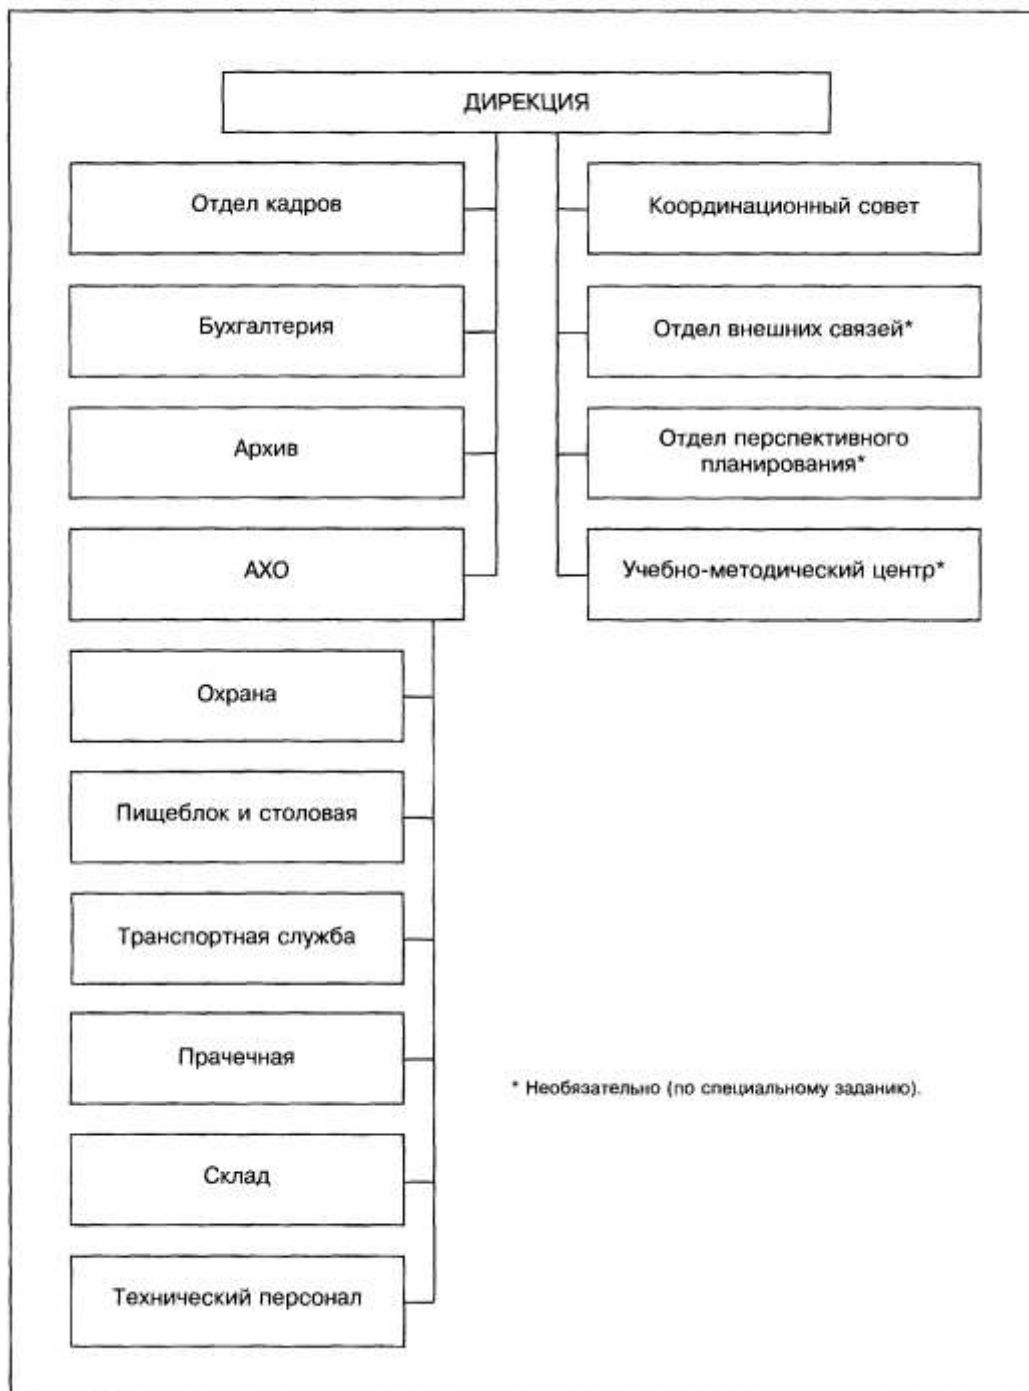 ДИРЕКЦИЯ
Отдел кадров
Координационный совет
Бухгалтерия
Отдел внешних связей*
Архив
Отдел перспективного
планирования*
АХО
Учебно-методический центр*
Охрана
Пищеблок и столовая
Транспортная служба
Прачечная
* Необязательно (по специальному заданию).
Склад
Технический персонал